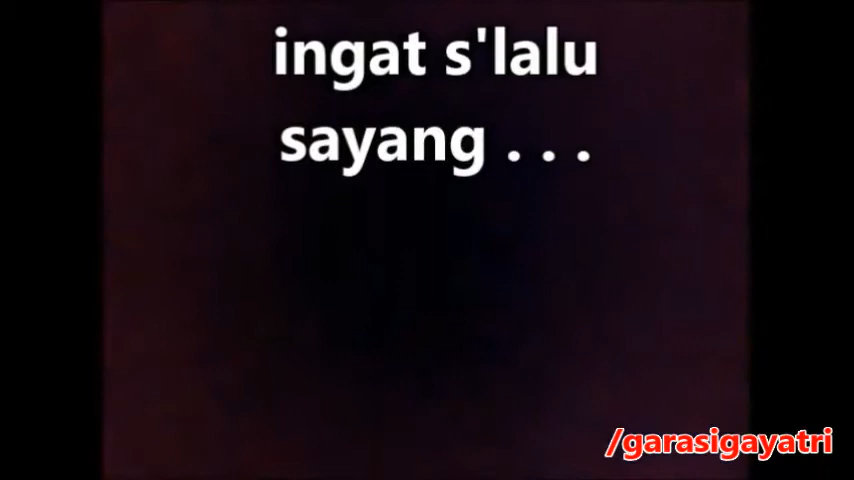 ingat s'lalu
sayang . . .
/garasigayatri